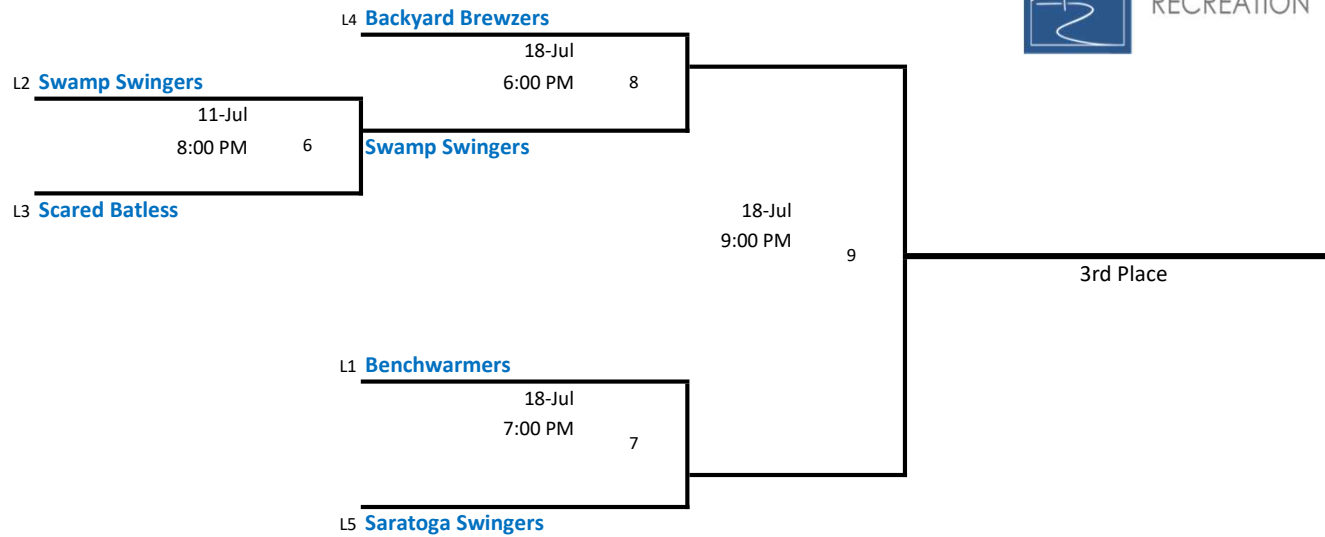 RECREATION
L4 Backyard Brewzers
18-Jul
L2 Swamp Swingers
6:00 PM 8
11-Jul
8:00 PM 6
Swamp Swingers
L3 Scared Batless
18-Jul
9:00 PM
9
3rd Place
L1 Benchwarmers
18-Jul
7:00 PM
7
L5 Saratoga Swingers